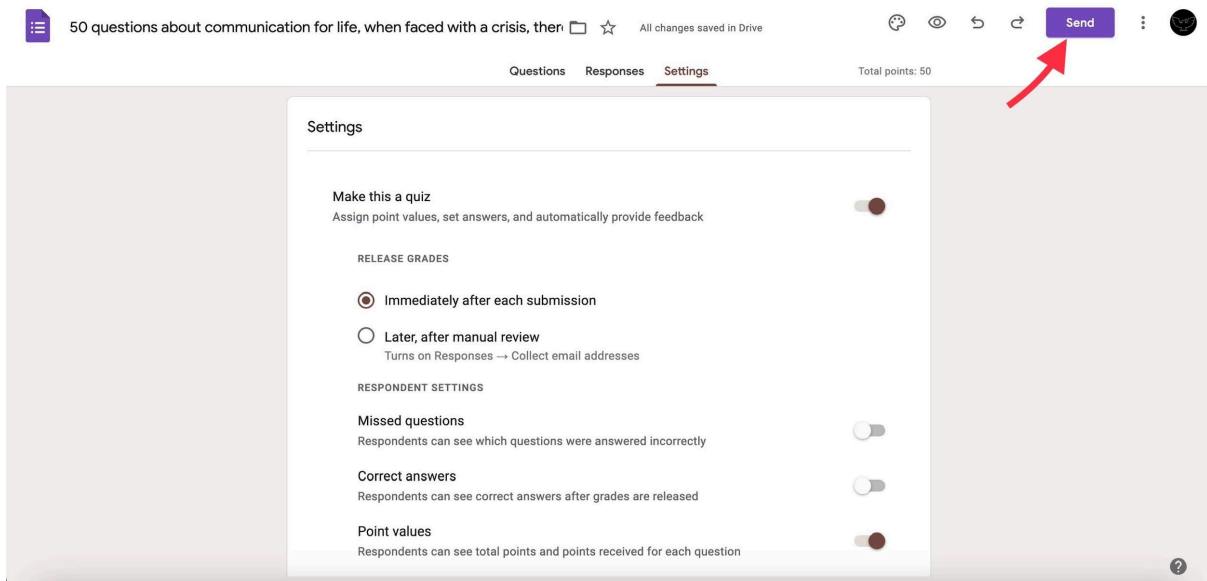 50 questions about communication for life, when faced with a crisis, ther
All changes saved in Drive
Send
Questions Responses Settings
Total points: 50
Settings
Make this a quiz
Assign point values, set answers, and automatically provide feedback
RELEASE GRADES
Immediately after each submission
Later, after manual review
Turns on Responses → Collect email addresses
RESPONDENT SETTINGS
Missed questions
Respondents can see which questions were answered incorrectly
Correct answers
Respondents can see correct answers after grades are released
Point values
Respondents can see total points and points received for each question
?